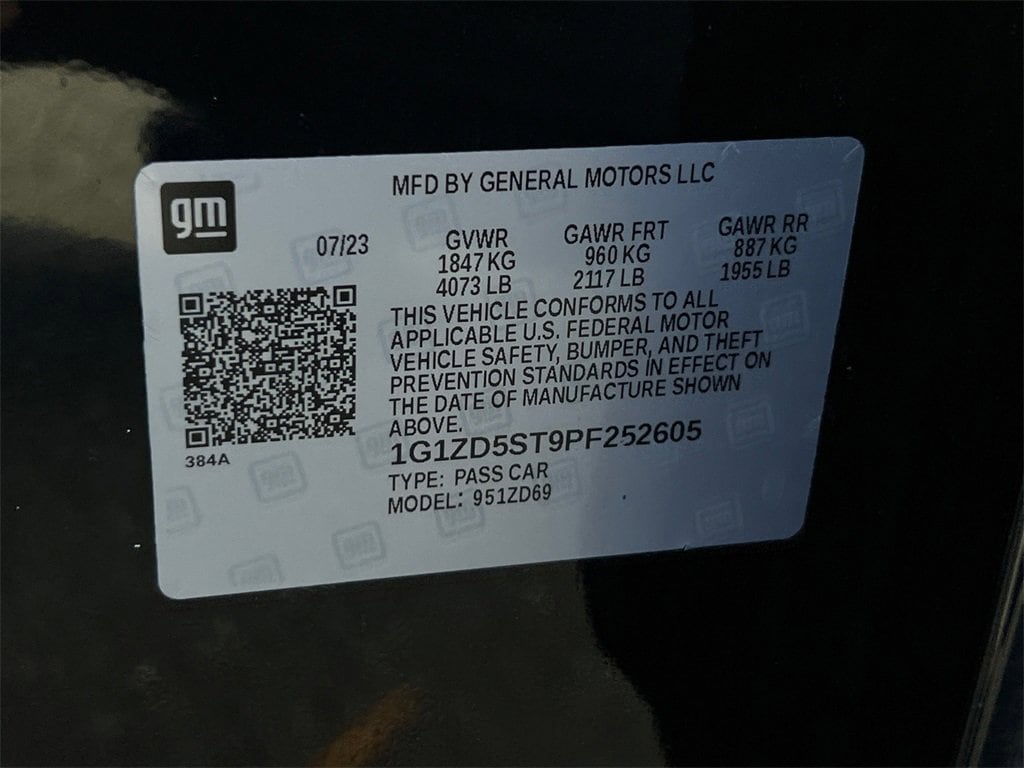 gm
MFD BY GENERAL MOTORS LLC
07/23
GVWR
1847 KG
4073 LB
GAWR FRT
960 KG
2117 LB
GAWR RR
887 KG
1955 LB
THIS VEHICLE CONFORMS TO ALL
APPLICABLE U.S. FEDERAL MOTOR
VEHICLE SAFETY, BUMPER, AND THEFT
PREVENTION STANDARDS IN EFFECT ON
THE DATE OF MANUFACTURE SHOWN
ABOVE.
1G1ZD5ST9PF252605
384A
TYPE: PASS CAR
MODEL: 951ZD69